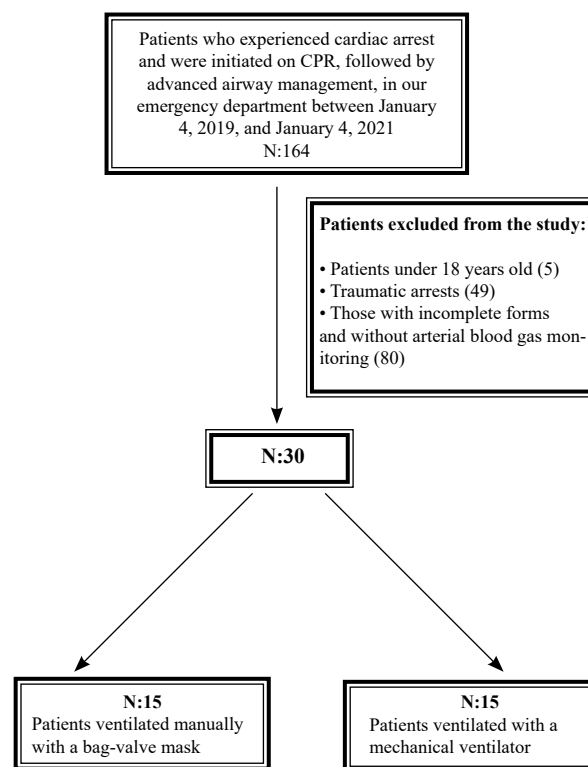 Patients who experienced cardiac arrest
and were initiated on CPR, followed by
advanced airway management, in our
emergency department between January
4, 2019, and January 4, 2021
N:164
Patients excluded from the study:
• Patients under 18 years old (5)
• Traumatic arrests (49)
• Those with incomplete forms
and without arterial blood gas mon-
itoring (80)
N:30
N:15
Patients ventilated manually
with a bag-valve mask
N:15
Patients ventilated with a
mechanical ventilator